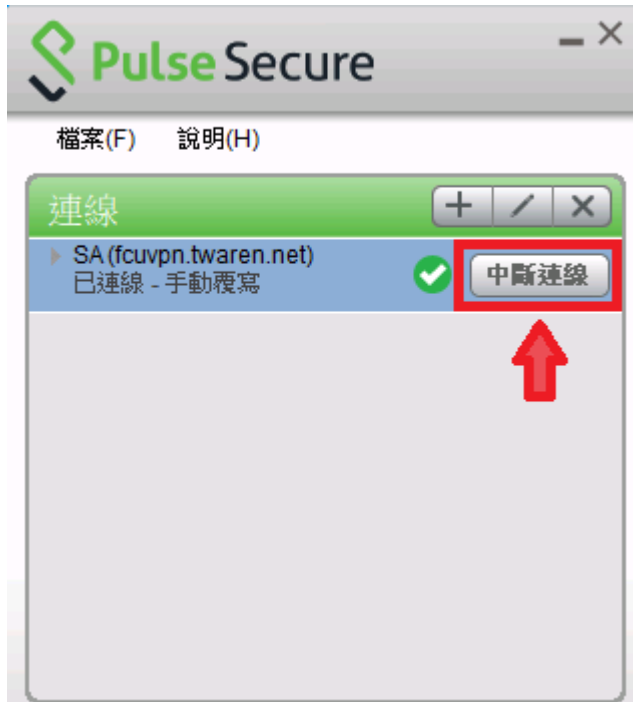 Pulse Secure
檔案(F) 說明(H)
連線
SA (fcuvpn.twaren.net)
已連線 - 手動覆寫
中斷連線